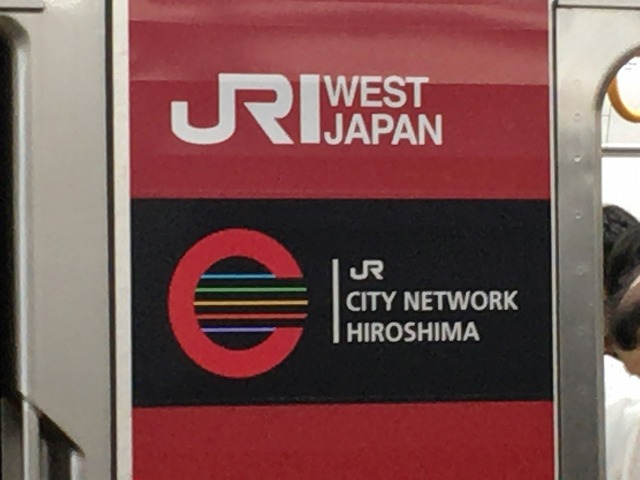 JR WEST
JAPAN
JR
CITY NETWORK
HIROSHIMA